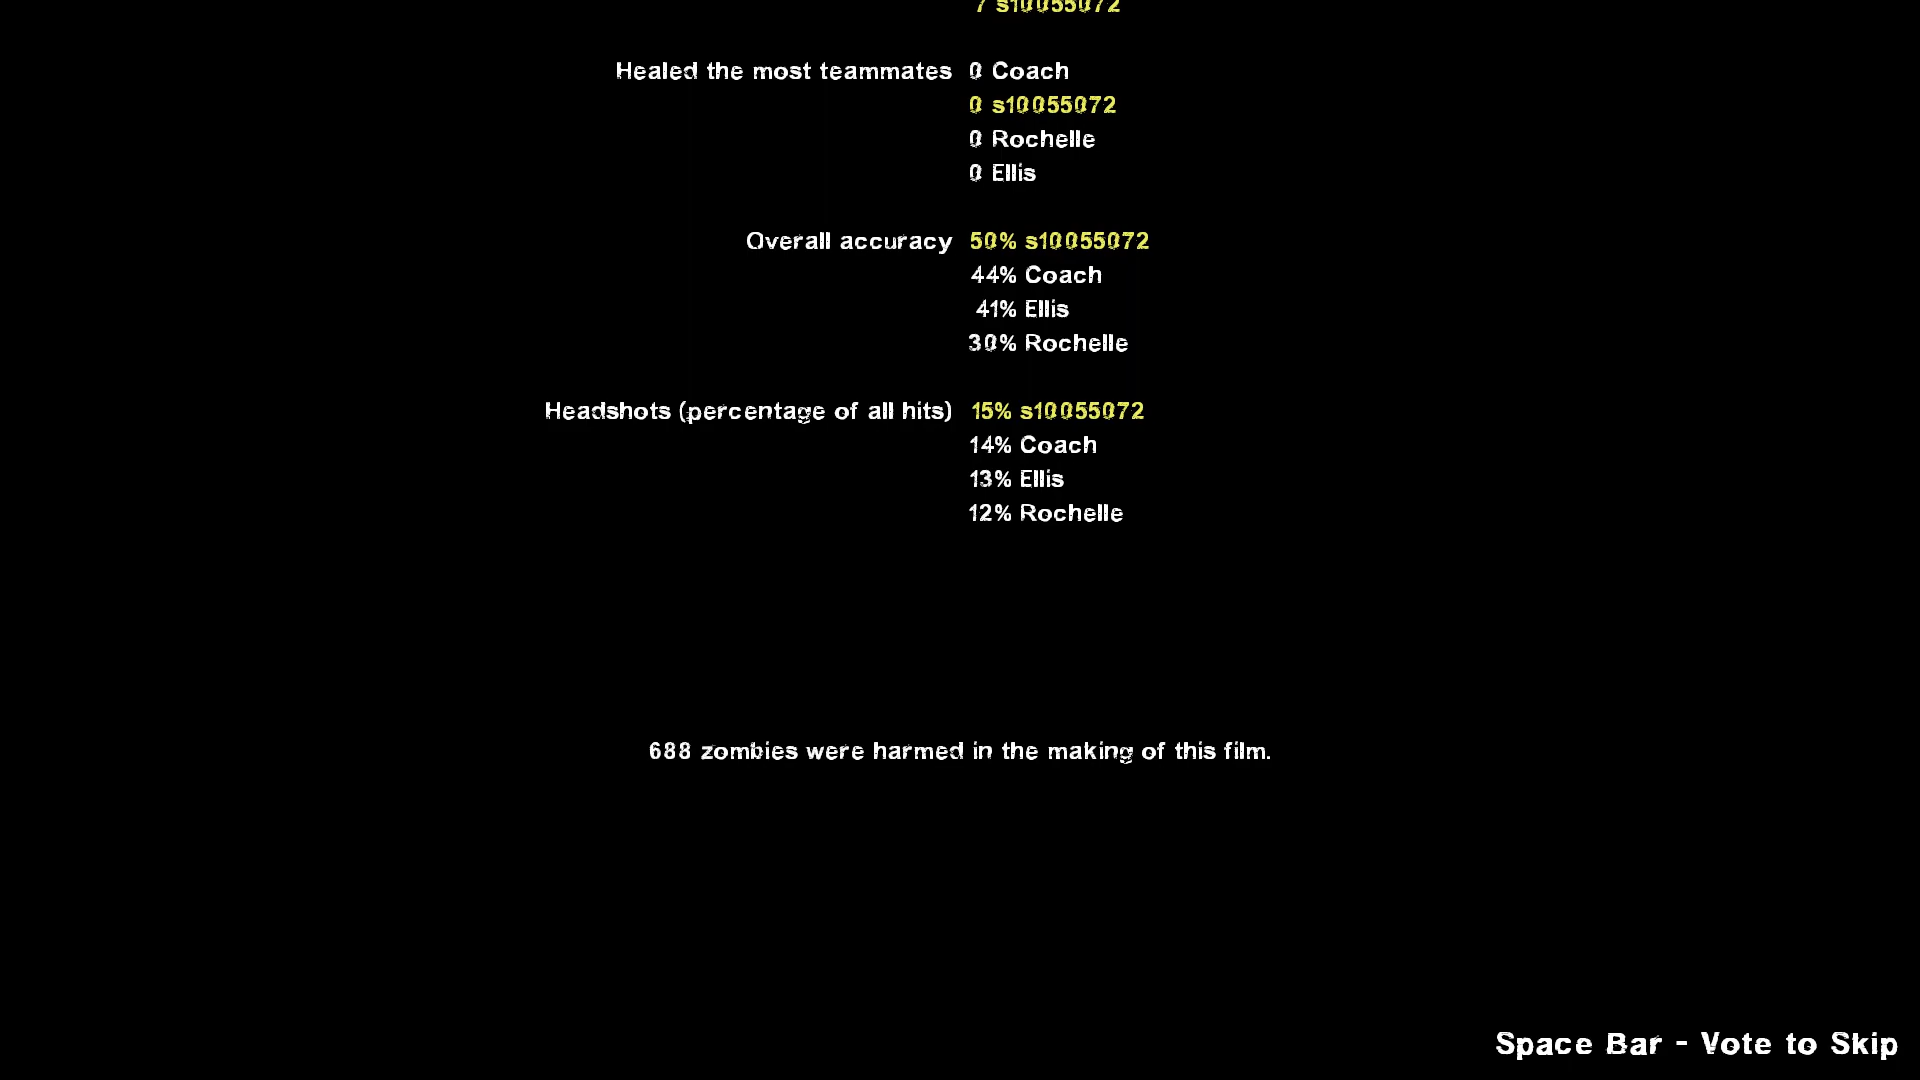 7 s10055072
Healed the most teammates 0 Coach
0 s10055072
0 Rochelle
0 Ellis
Overall accuracy 50% s10055072
44% Coach
41% Ellis
30% Rochelle
Headshots (percentage of all hits) 15% s10055072
14% Coach
13% Ellis
12% Rochelle
688 zombies were harmed in the making of this film.
Space Bar - Vote to Skip